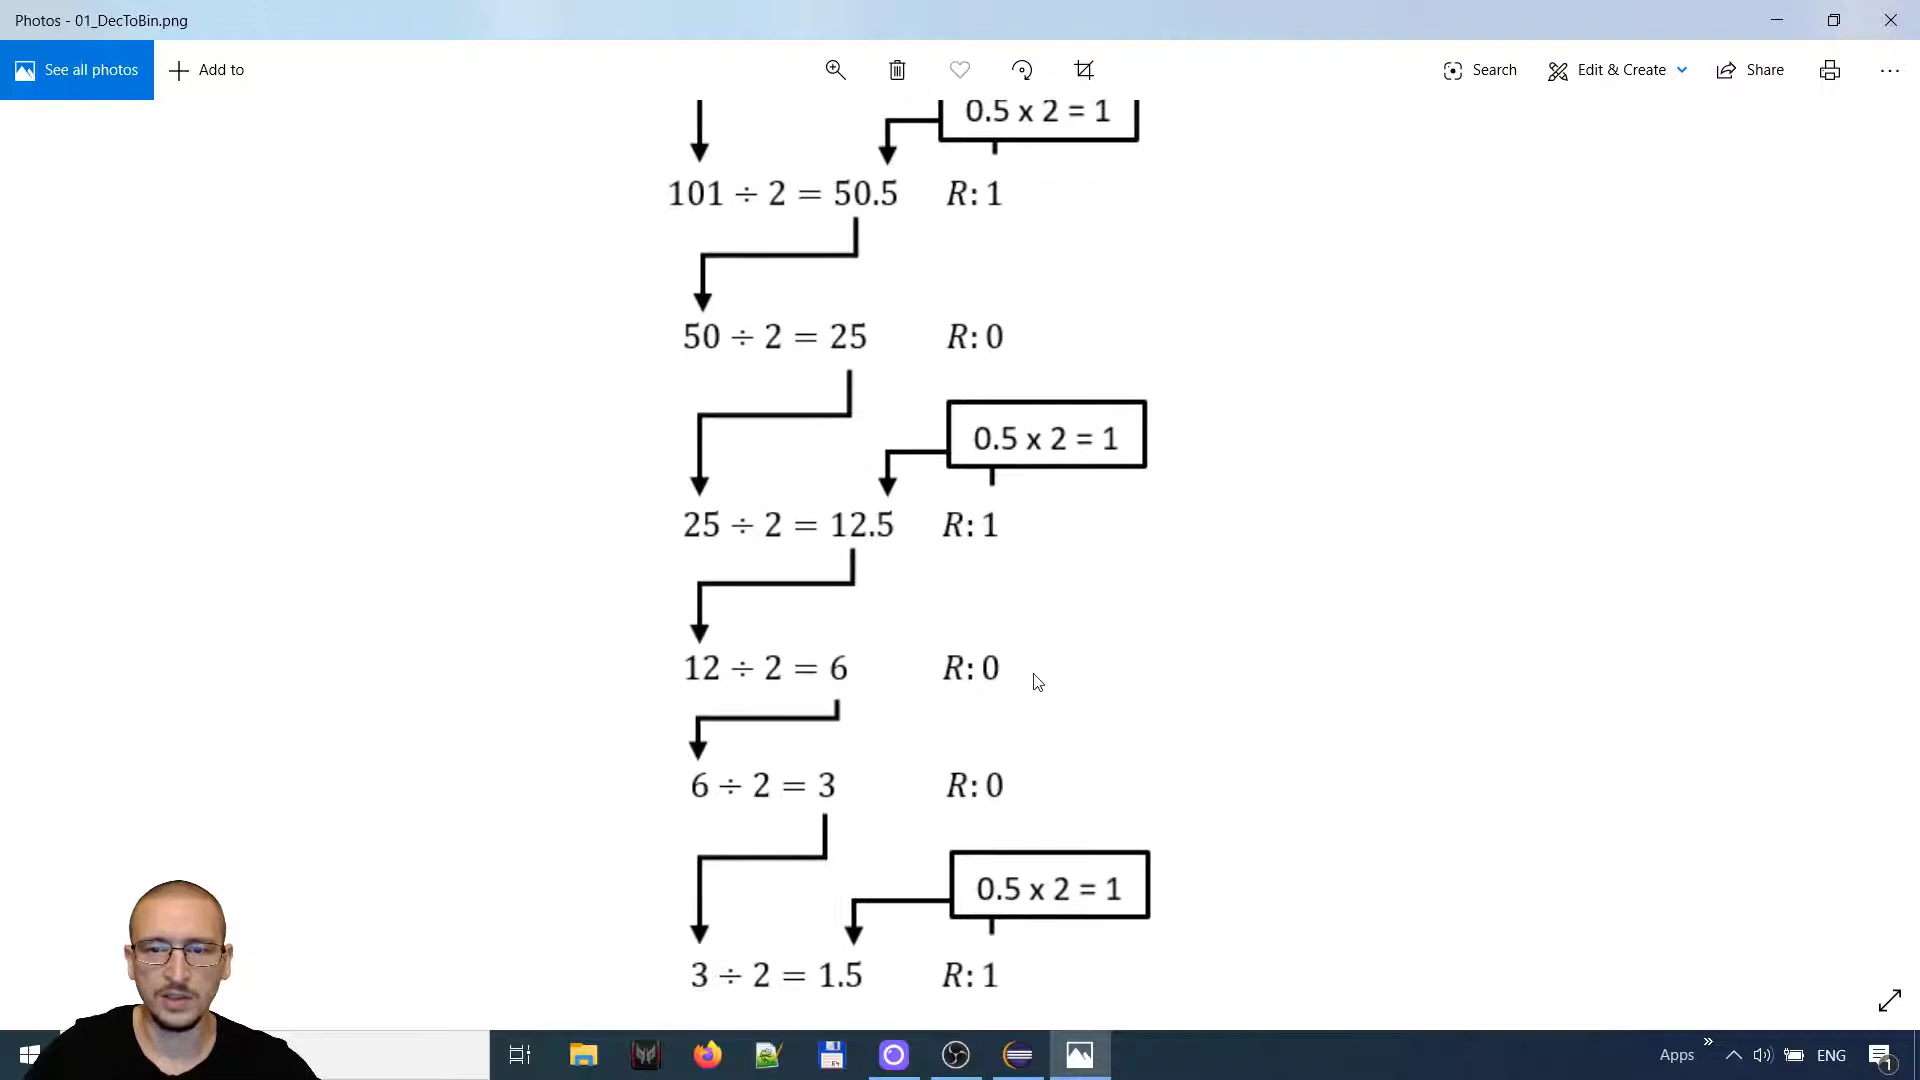 Photos - 01_DecToBin.png
See all photos
Add to
Search
Edit & Create
Share
0.5 x 2 = 1
101 ÷ 2 = 50.5 R: 1
50 ÷ 2 = 25 R: 0
0.5 x 2 = 1
25 ÷ 2 = 12.5 R: 1
12 ÷ 2 = 6 R: 0
6 ÷ 2 = 3 R: 0
0.5 x 2 = 1
3 ÷ 2 = 1.5 R: 1
64
Apps
ENG
1